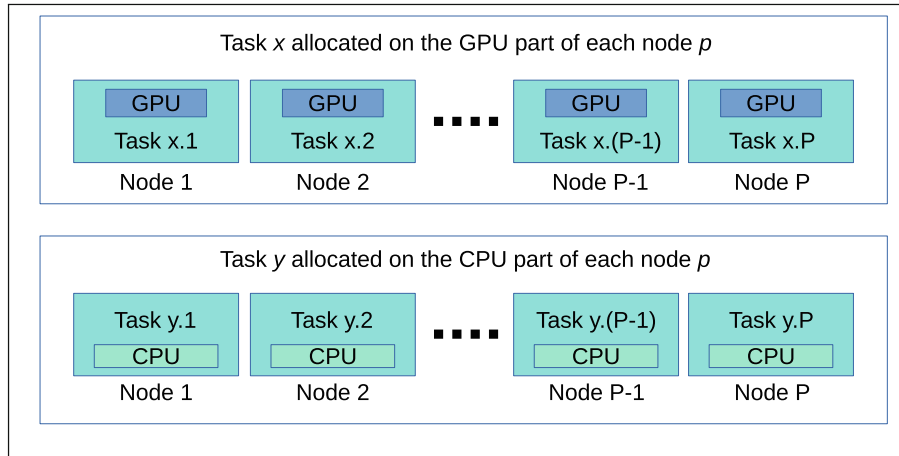 Task x allocated on the GPU part of each node p
GPU GPU GPU GPU
Task x.1 Task x.2 Task x.(P-1) Task x.P
Node 1 Node 2 Node P-1 Node P
Task y allocated on the CPU part of each node p
Task y.1 Task y.2 Task y.(P-1) Task y.P
CPU CPU CPU CPU
Node 1 Node 2 Node P-1 Node P